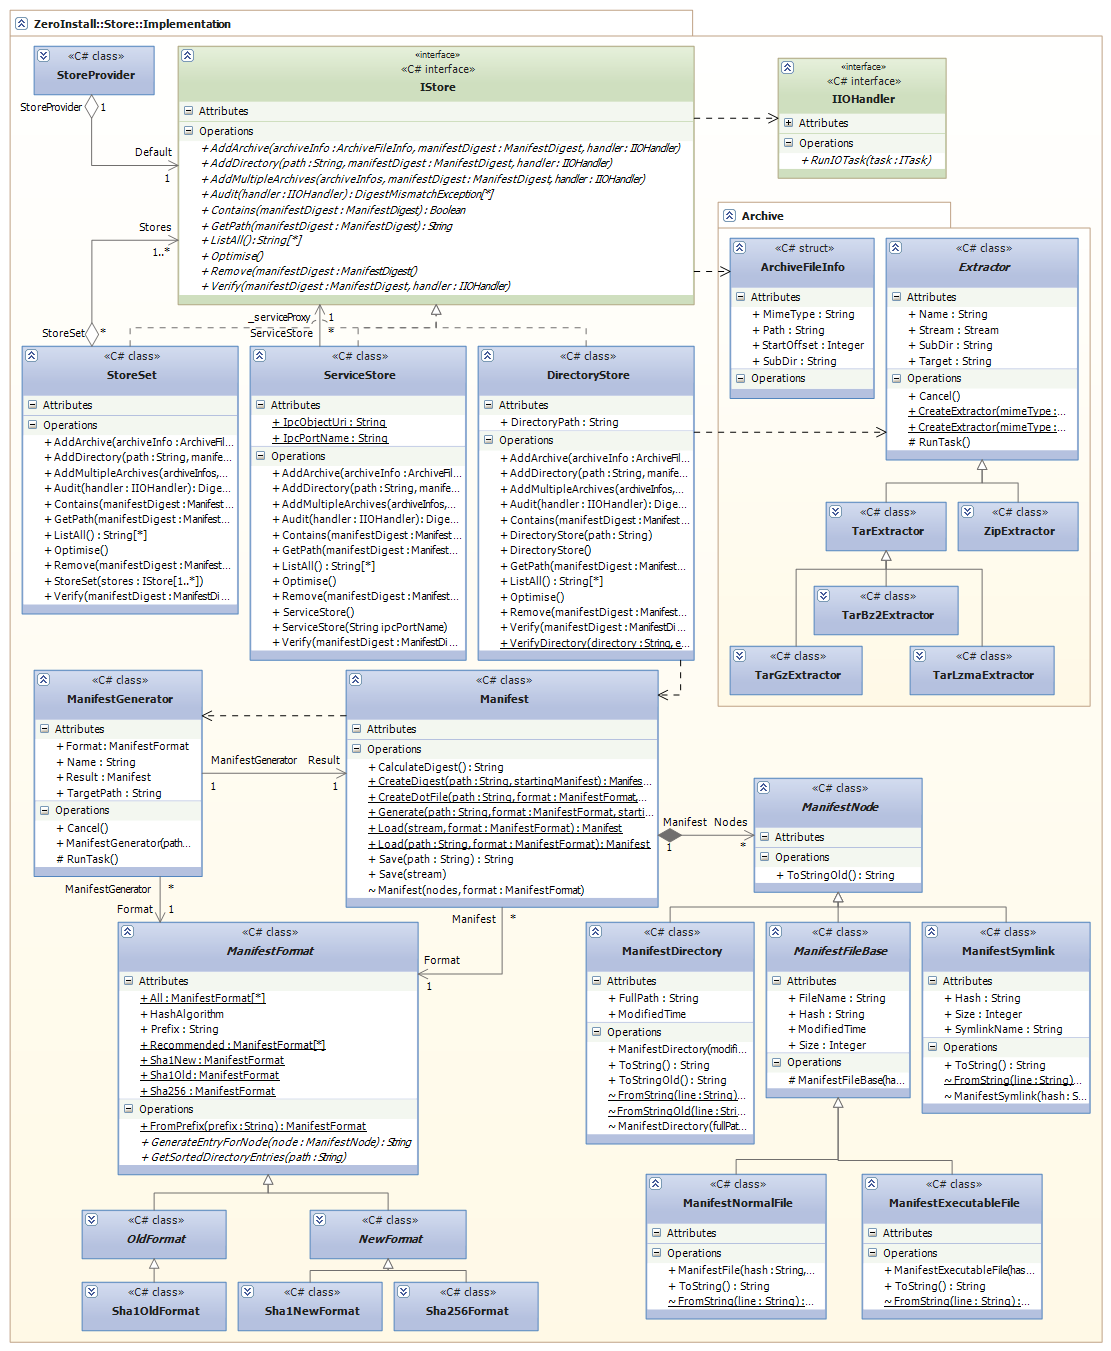 ZeroInstall::Store::Implementation
«C# class»
StoreProvider
StoreProvider
1
Default
1
«interface»
«C# interface»
IStore
Attributes
Operations
+ AddArchive(archiveInfo : ArchiveFileInfo, manifestDigest : ManifestDigest, handler : IIOHandler)
+ AddDirectory(path : String, manifestDigest : ManifestDigest, handler : IIOHandler)
+ AddMultipleArchives(archiveInfos, manifestDigest : ManifestDigest, handler : IIOHandler)
+ Audit(handler : IIOHandler) : DigestMismatchException[*]
+ Contains(manifestDigest : ManifestDigest) : Boolean
+ GetPath(manifestDigest : ManifestDigest) : String
+ ListAll() : String[*]
+ Optimise()
+ Remove(manifestDigest : ManifestDigest()
+ Verify(manifestDigest : ManifestDigest, handler : IIOHandler)
«interface»
«C# interface»
IIOHandler
Attributes
Operations
+ RunIOTask(task : ITask)
Stores
1..*
StoreSet
*
_serviceProxy
1
ServiceStore
*
«C# class»
StoreSet
Attributes
Operations
+ AddArchive(archiveInfo : ArchiveFil...
+ AddDirectory(path : String, manifes...
+ AddMultipleArchives(archiveInfos,...
+ Audit(handler : IIOHandler) : Dige...
+ Contains(manifestDigest : Manifest...
+ GetPath(manifestDigest : Manifest...
+ ListAll() : String[*]
+ Optimise()
+ Remove(manifestDigest : Manifest...
+ StoreSet(stores : IStore[1..*])
+ Verify(manifestDigest : ManifestDi...
«C# class»
ServiceStore
Attributes
+ IpcObjectUri : String
+ IpcPortName : String
Operations
+ AddArchive(archiveInfo : ArchiveFil...
+ AddDirectory(path : String, manife...
+ AddMultipleArchives(archiveInfos,...
+ Audit(handler : IIOHandler) : Dige...
+ Contains(manifestDigest : Manifest...
+ GetPath(manifestDigest : Manifest...
+ ListAll() : String[*]
+ Optimise()
+ Remove(manifestDigest : Manifest...
+ ServiceStore()
+ ServiceStore(String ipcPortName)
+ Verify(manifestDigest : ManifestDi...
«C# class»
DirectoryStore
Attributes
+ DirectoryPath : String
Operations
+ AddArchive(archiveInfo : ArchiveFil...
+ AddDirectory(path : String, manif...
+ AddMultipleArchives(archiveInfos,...
+ Audit(handler : IIOHandler) : Dige...
+ Contains(manifestDigest : Manifest...
+ DirectoryStore(path : String)
+ DirectoryStore()
+ GetPath(manifestDigest : Manifest...
+ ListAll() : String[*]
+ Optimise()
+ Remove(manifestDigest : Manifest...
+ Verify(manifestDigest : ManifestDi...
+ VerifyDirectory(directory : String, e...
Archive
«C# struct»
ArchiveFileInfo
Attributes
+ MimeType : String
+ Path : String
+ StartOffset : Integer
+ SubDir : String
Operations
«C# class»
Extractor
Attributes
+ Name : String
+ Stream : Stream
+ SubDir : String
+ Target : String
Operations
+ Cancel()
+ CreateExtractor(mimeType :...
+ CreateExtractor(mimeType :...
# RunTask()
«C# class»
TarExtractor
«C# class»
ZipExtractor
«C# class»
TarBz2Extractor
«C# class»
TarGzExtractor
«C# class»
TarLzmaExtractor
«C# class»
ManifestGenerator
Attributes
+ Format : ManifestFormat
+ Name : String
+ Result : Manifest
+ TargetPath : String
Operations
+ Cancel()
+ ManifestGenerator(path...
# RunTask()
ManifestGenerator
1
Result
1
«C# class»
Manifest
Attributes
Operations
+ CalculateDigest() : String
+ CreateDigest(path : String, startingManifest) : Manifes...
+ CreateDotFile(path : String, format : ManifestFormat,...
+ Generate(path : String, format : ManifestFormat, starti...
+ Load(stream, format : ManifestFormat) : Manifest
+ Load(path : String, format : ManifestFormat) : Manifest
+ Save(path : String) : String
+ Save(stream)
~ Manifest(nodes, format : ManifestFormat)
Manifest
1
Nodes
*
«C# class»
ManifestNode
Attributes
Operations
+ ToStringOld() : String
ManifestGenerator
*
Format
1
Manifest
*
Format
1
«C# class»
ManifestFormat
Attributes
+ All : ManifestFormat[*]
+ HashAlgorithm
+ Prefix : String
+ Recommended : ManifestFormat[*]
+ Sha1New : ManifestFormat
+ Sha1Old : ManifestFormat
+ Sha256 : ManifestFormat
Operations
+ FromPrefix(prefix : String) : ManifestFormat
+ GenerateEntryForNode(node : ManifestNode) : String
+ GetSortedDirectoryEntries(path : String)
«C# class»
ManifestDirectory
Attributes
+ FullPath : String
+ ModifiedTime
Operations
+ ManifestDirectory(modifi...
+ ToString() : String
+ ToStringOld() : String
~ FromString(line : String)...
~ FromStringOld(line : Stri...
~ ManifestDirectory(fullPat...
«C# class»
ManifestFileBase
Attributes
+ FileName : String
+ Hash : String
+ ModifiedTime
+ Size : Integer
Operations
# ManifestFileBase(ha...
«C# class»
ManifestSymlink
Attributes
+ Hash : String
+ Size : Integer
+ SymlinkName : String
Operations
+ ToString() : String
~ FromString(line : String)...
~ ManifestSymlink(hash : S...
«C# class»
ManifestNormalFile
Attributes
Operations
+ ManifestFile(hash : String,...
+ ToString() : String
~ FromString(line : String) :...
«C# class»
ManifestExecutableFile
Attributes
Operations
+ ManifestExecutableFile(has...
+ ToString() : String
~ FromString(line : String) :...
«C# class»
OldFormat
«C# class»
NewFormat
«C# class»
Sha1OldFormat
«C# class»
Sha1NewFormat
«C# class»
Sha256Format